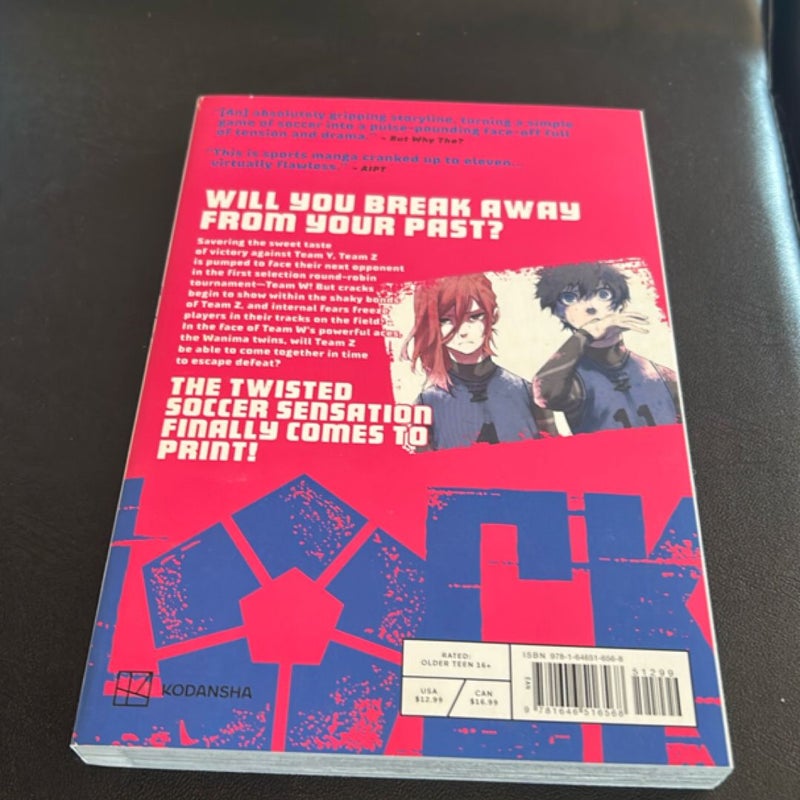 "[An] absolutely gripping storyline, turning a simple
game of soccer into a pulse-pounding face-off full
of tension and drama." - But Why Tho?
"This is sports manga cranked up to eleven...
virtually flawless." - AIPT
WILL YOU BREAK AWAY
FROM YOUR PAST?
Savoring the sweet taste
of victory against Team Y, Team Z
is pumped to face their next opponent
in the first selection round-robin
tournament—Team W! But cracks
begin to show within the shaky bonds
of Team Z, and internal fears freeze
players in their tracks on the field.
In the face of Team W's powerful aces,
the Wanima twins, will Team Z
be able to come together in time
to escape defeat?
THE TWISTED
SOCCER SENSATION
FINALLY COMES TO
PRINT!
11
CK
KODANSHA
RATED:
OLDER TEEN 16+
USA
$12.99
CAN
$16.99
ISBN 978-1-64651-656-8
51299
EAN
9 781646 516568